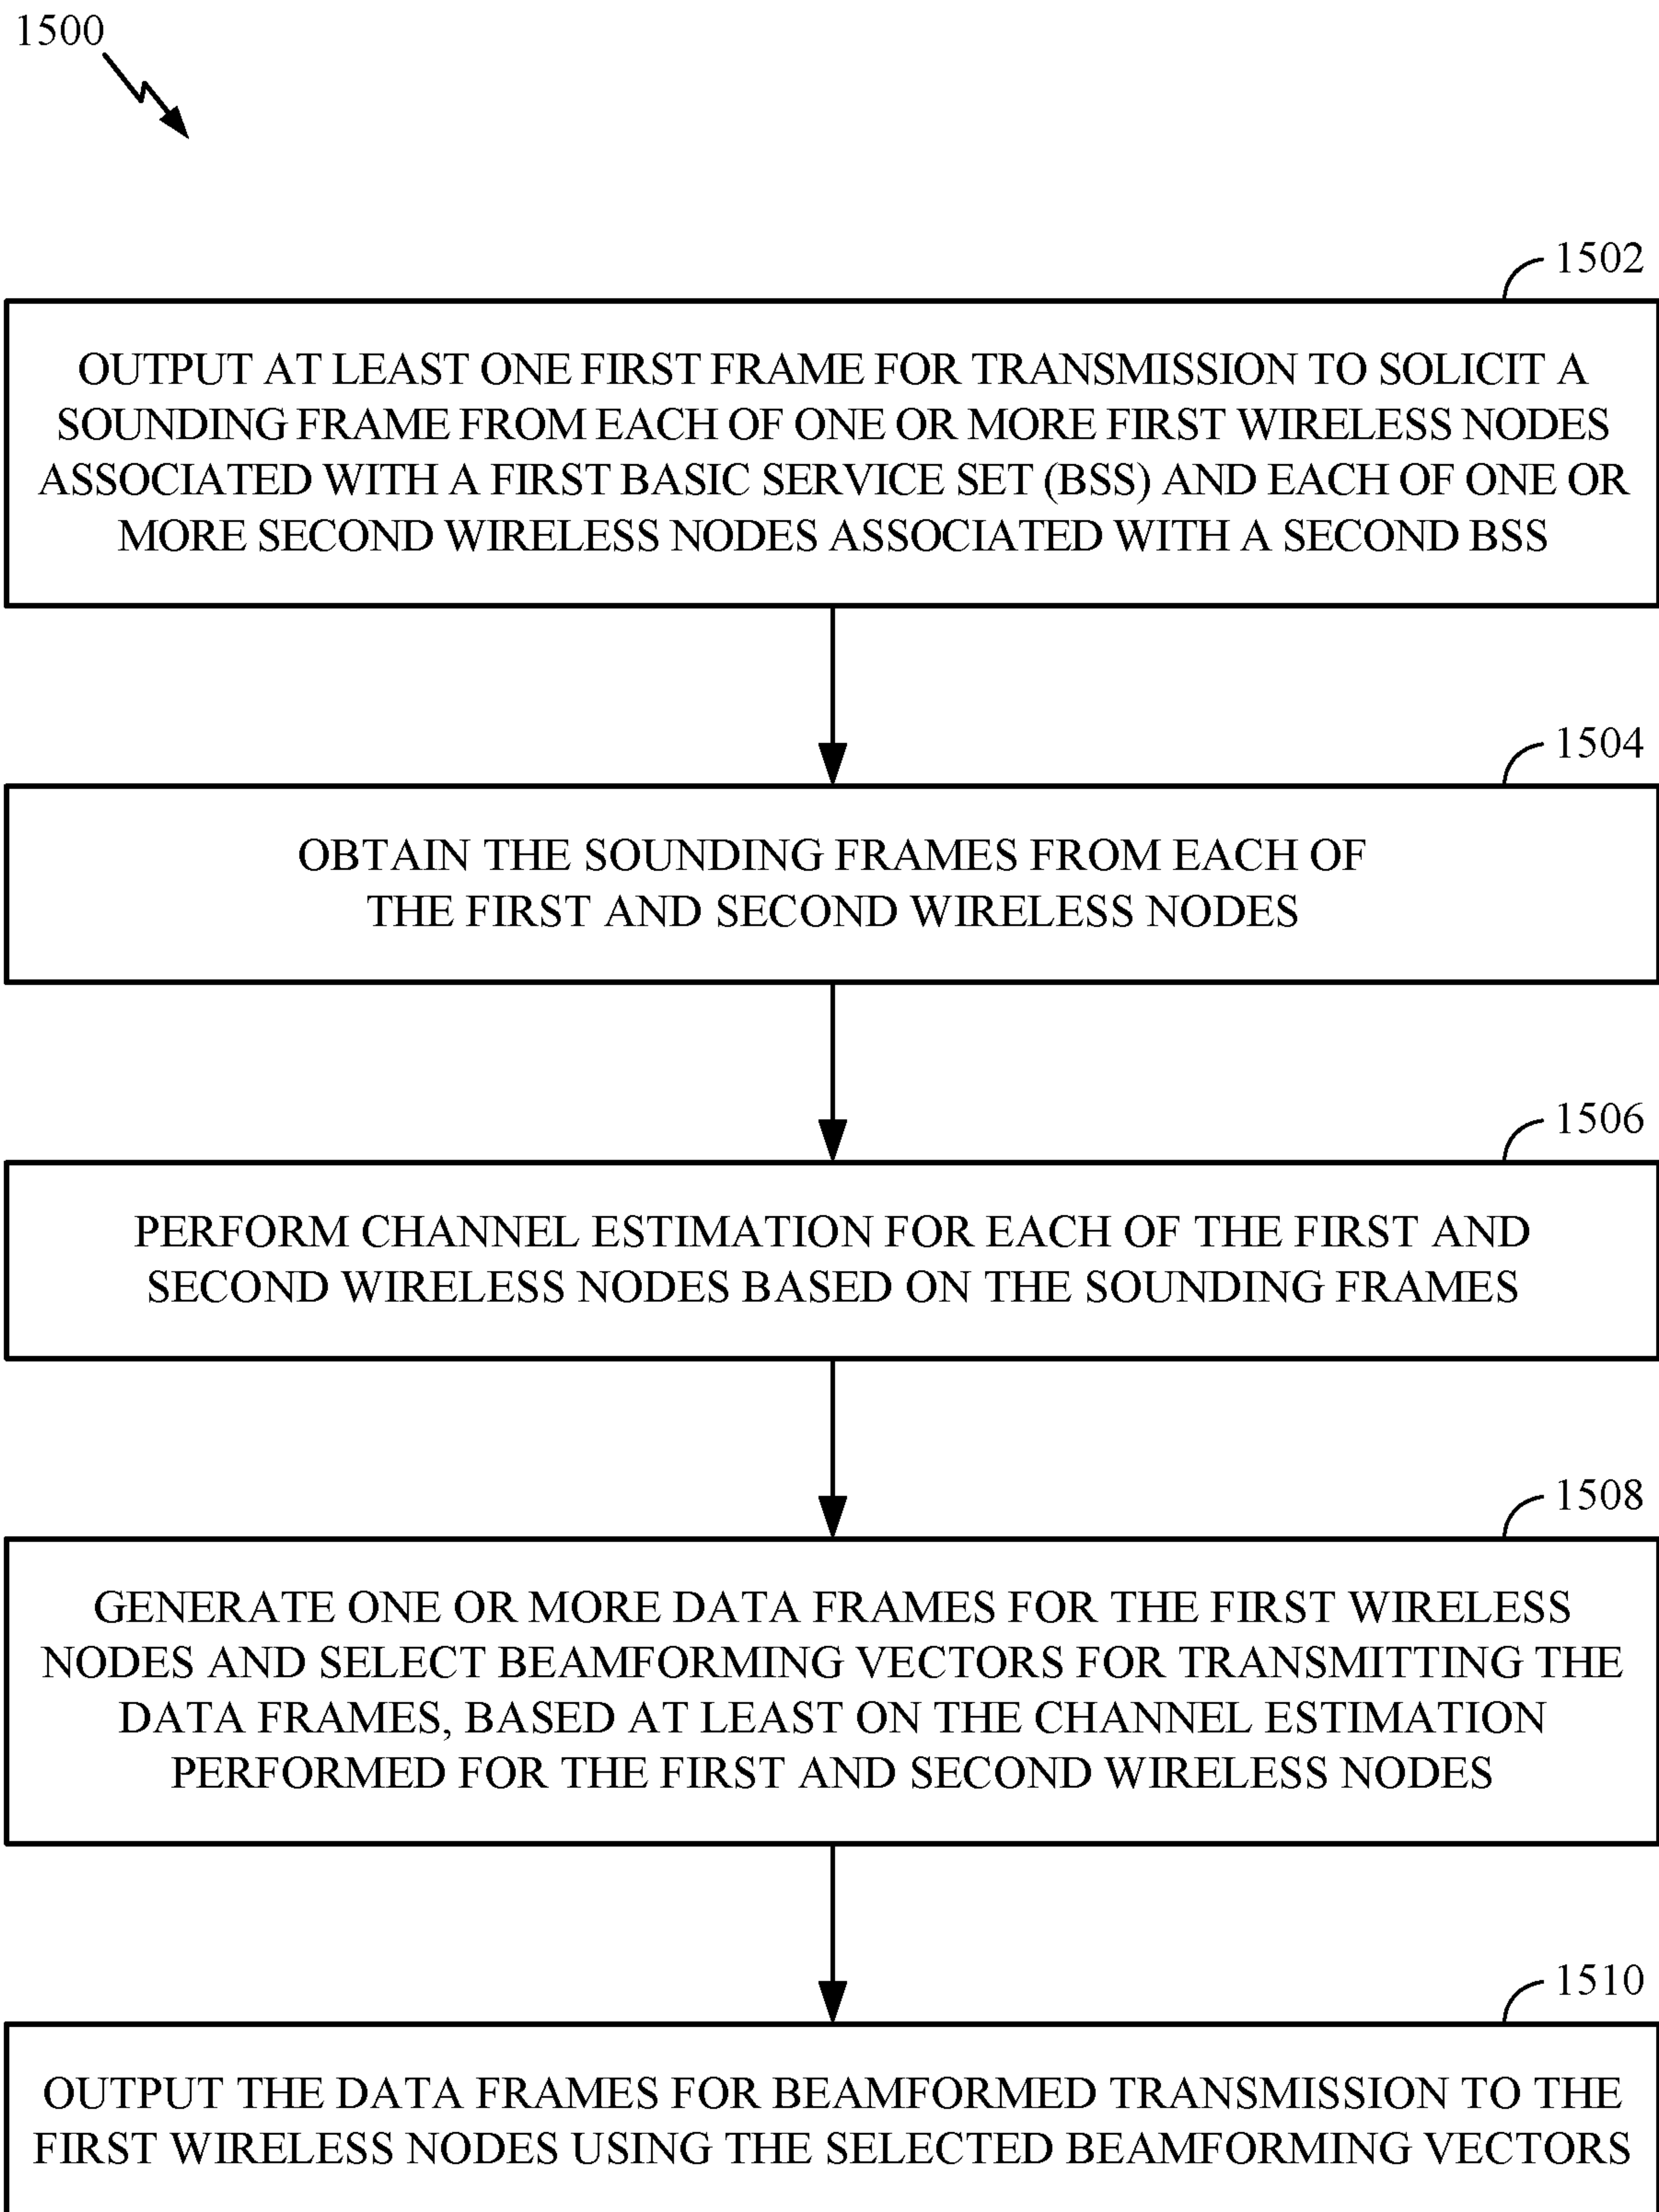 1500
1502
OUTPUT AT LEAST ONE FIRST FRAME FOR TRANSMISSION TO SOLICIT A
SOUNDING FRAME FROM EACH OF ONE OR MORE FIRST WIRELESS NODES
ASSOCIATED WITH A FIRST BASIC SERVICE SET (BSS) AND EACH OF ONE OR
MORE SECOND WIRELESS NODES ASSOCIATED WITH A SECOND BSS
1504
OBTAIN THE SOUNDING FRAMES FROM EACH OF
THE FIRST AND SECOND WIRELESS NODES
1506
PERFORM CHANNEL ESTIMATION FOR EACH OF THE FIRST AND
SECOND WIRELESS NODES BASED ON THE SOUNDING FRAMES
1508
GENERATE ONE OR MORE DATA FRAMES FOR THE FIRST WIRELESS
NODES AND SELECT BEAMFORMING VECTORS FOR TRANSMITTING THE
DATA FRAMES, BASED AT LEAST ON THE CHANNEL ESTIMATION
PERFORMED FOR THE FIRST AND SECOND WIRELESS NODES
1510
OUTPUT THE DATA FRAMES FOR BEAMFORMED TRANSMISSION TO THE
FIRST WIRELESS NODES USING THE SELECTED BEAMFORMING VECTORS